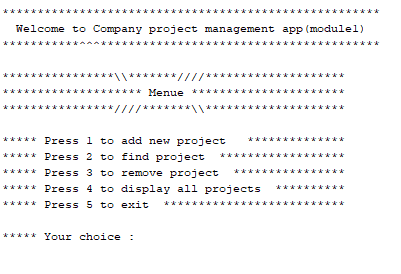 ******************************************************
Welcome to Company project management app(module1)
***********^^^****************************************
****************\\*******////********************
******************** Menue **********************
****************////*******\\********************
***** Press 1 to add new project   **************
***** Press 2 to find project  ******************
***** Press 3 to remove project  ****************
***** Press 4 to display all projects  **********
***** Press 5 to exit  **************************
***** Your choice :